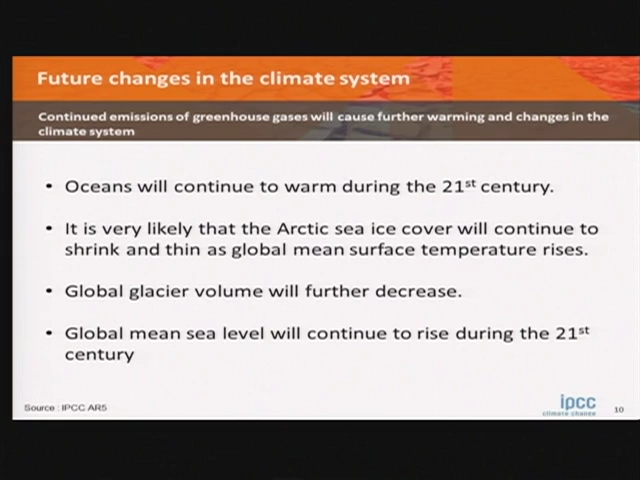 Future changes in the climate system
Continued emissions of greenhouse gases will cause further warming and changes in the
climate system
• Oceans will continue to warm during the 21st century.
• It is very likely that the Arctic sea ice cover will continue to
shrink and thin as global mean surface temperature rises.
• Global glacier volume will further decrease.
• Global mean sea level will continue to rise during the 21st
century
Source : IPCC AR5
ipcc
climate change
10